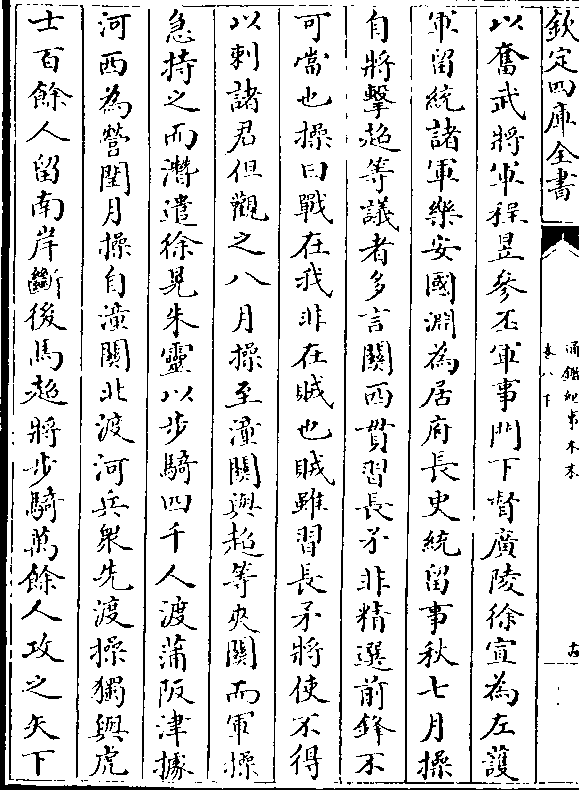 欽定四庫全書
通鑑紀事本末
卷八下
以奮武將軍程昱參丕軍事門下督廣陵徐宣為左護
軍留統諸軍樂安國淵為居府長史統留事秋七月操
自將擊超等議者多言關西貫習長矛非精選前鋒不
可當也操曰戰在我非在賊也賊雖習長矛將使不得
以刺諸君但觀之八月操至潼關與超等夾關而軍操
急持之而潛遣徐晃朱靈以步騎四千人渡蒲阪津據
河西為營閏月操自潼關北渡河兵衆先渡操獨與虎
士百餘人留南岸斷後馬超將步騎萬餘人攻之矢下